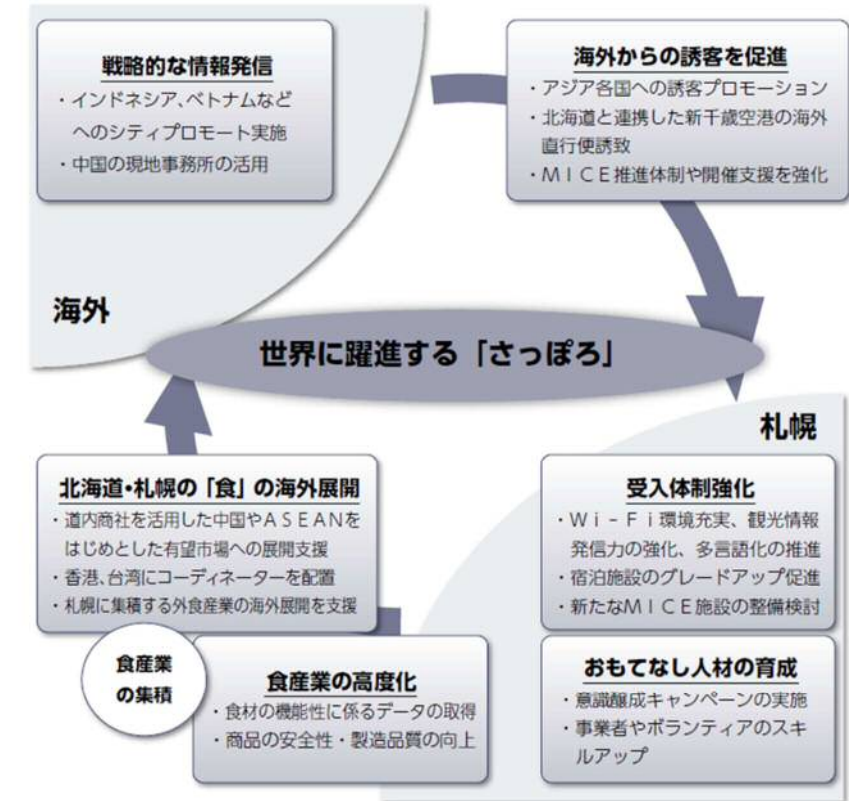 戦略的な情報発信
・インドネシア、ベトナムなど
へのシティプロモート実施
・中国の現地事務所の活用
海外からの誘客を促進
・アジア各国への誘客プロモーション
・北海道と連携した新千歳空港の海外
直行便誘致
・ＭＩＣＥ推進体制や開催支援を強化
海外
世界に躍進する「さっぽろ」
札幌
北海道・札幌の「食」の海外展開
・道内商社を活用した中国やＡＳＥＡＮを
はじめとした有望市場への展開支援
・香港、台湾にコーディネーターを配置
・札幌に集積する外食産業の海外展開を支援
受入体制強化
・Ｗｉ－Ｆｉ環境充実、観光情報
発信力の強化、多言語化の推進
・宿泊施設のグレードアップ促進
・新たなＭＩＣＥ施設の整備検討
食産業
の集積
食産業の高度化
・食材の機能性に係るデータの取得
・商品の安全性・製造品質の向上
おもてなし人材の育成
・意識醸成キャンペーンの実施
・事業者やボランティアのスキ
ルアップ